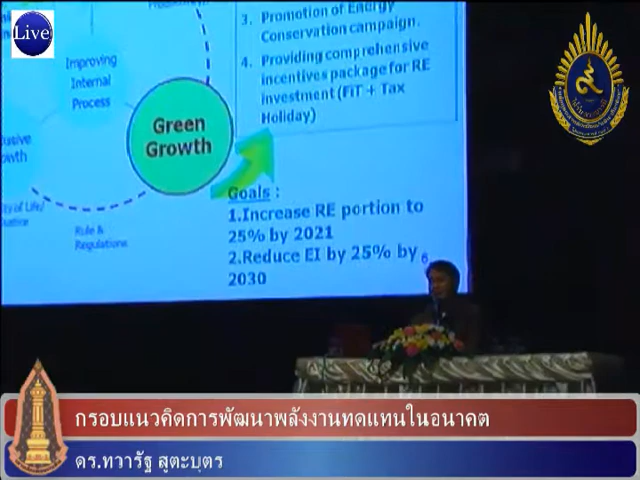 Live
3. Promotion of Energy
Conservation campaign.
4. Providing comprehensive
incentives package for RE
investment (FiT + Tax
Holiday)
Improving
Internal
Process
Green
Growth
Rule &
Regulations
Goals :
1.Increase RE portion to
25% by 2021
2.Reduce EI by 25% by
2030
6
กรอบแนวคิดการพัฒนาพลังงานทดแทนในอนาคต
ดร.ทวารัฐ สูตะบุตร